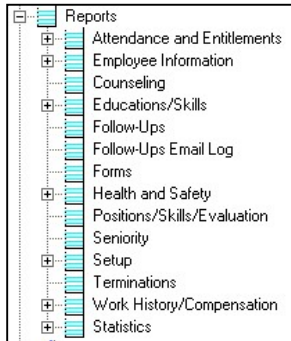 Reports
Attendance and Entitlements
Employee Information
Counseling
Educations/Skills
Follow-Ups
Follow-Ups Email Log
Forms
Health and Safety
Positions/Skills/Evaluation
Seniority
Setup
Terminations
Work History/Compensation
Statistics